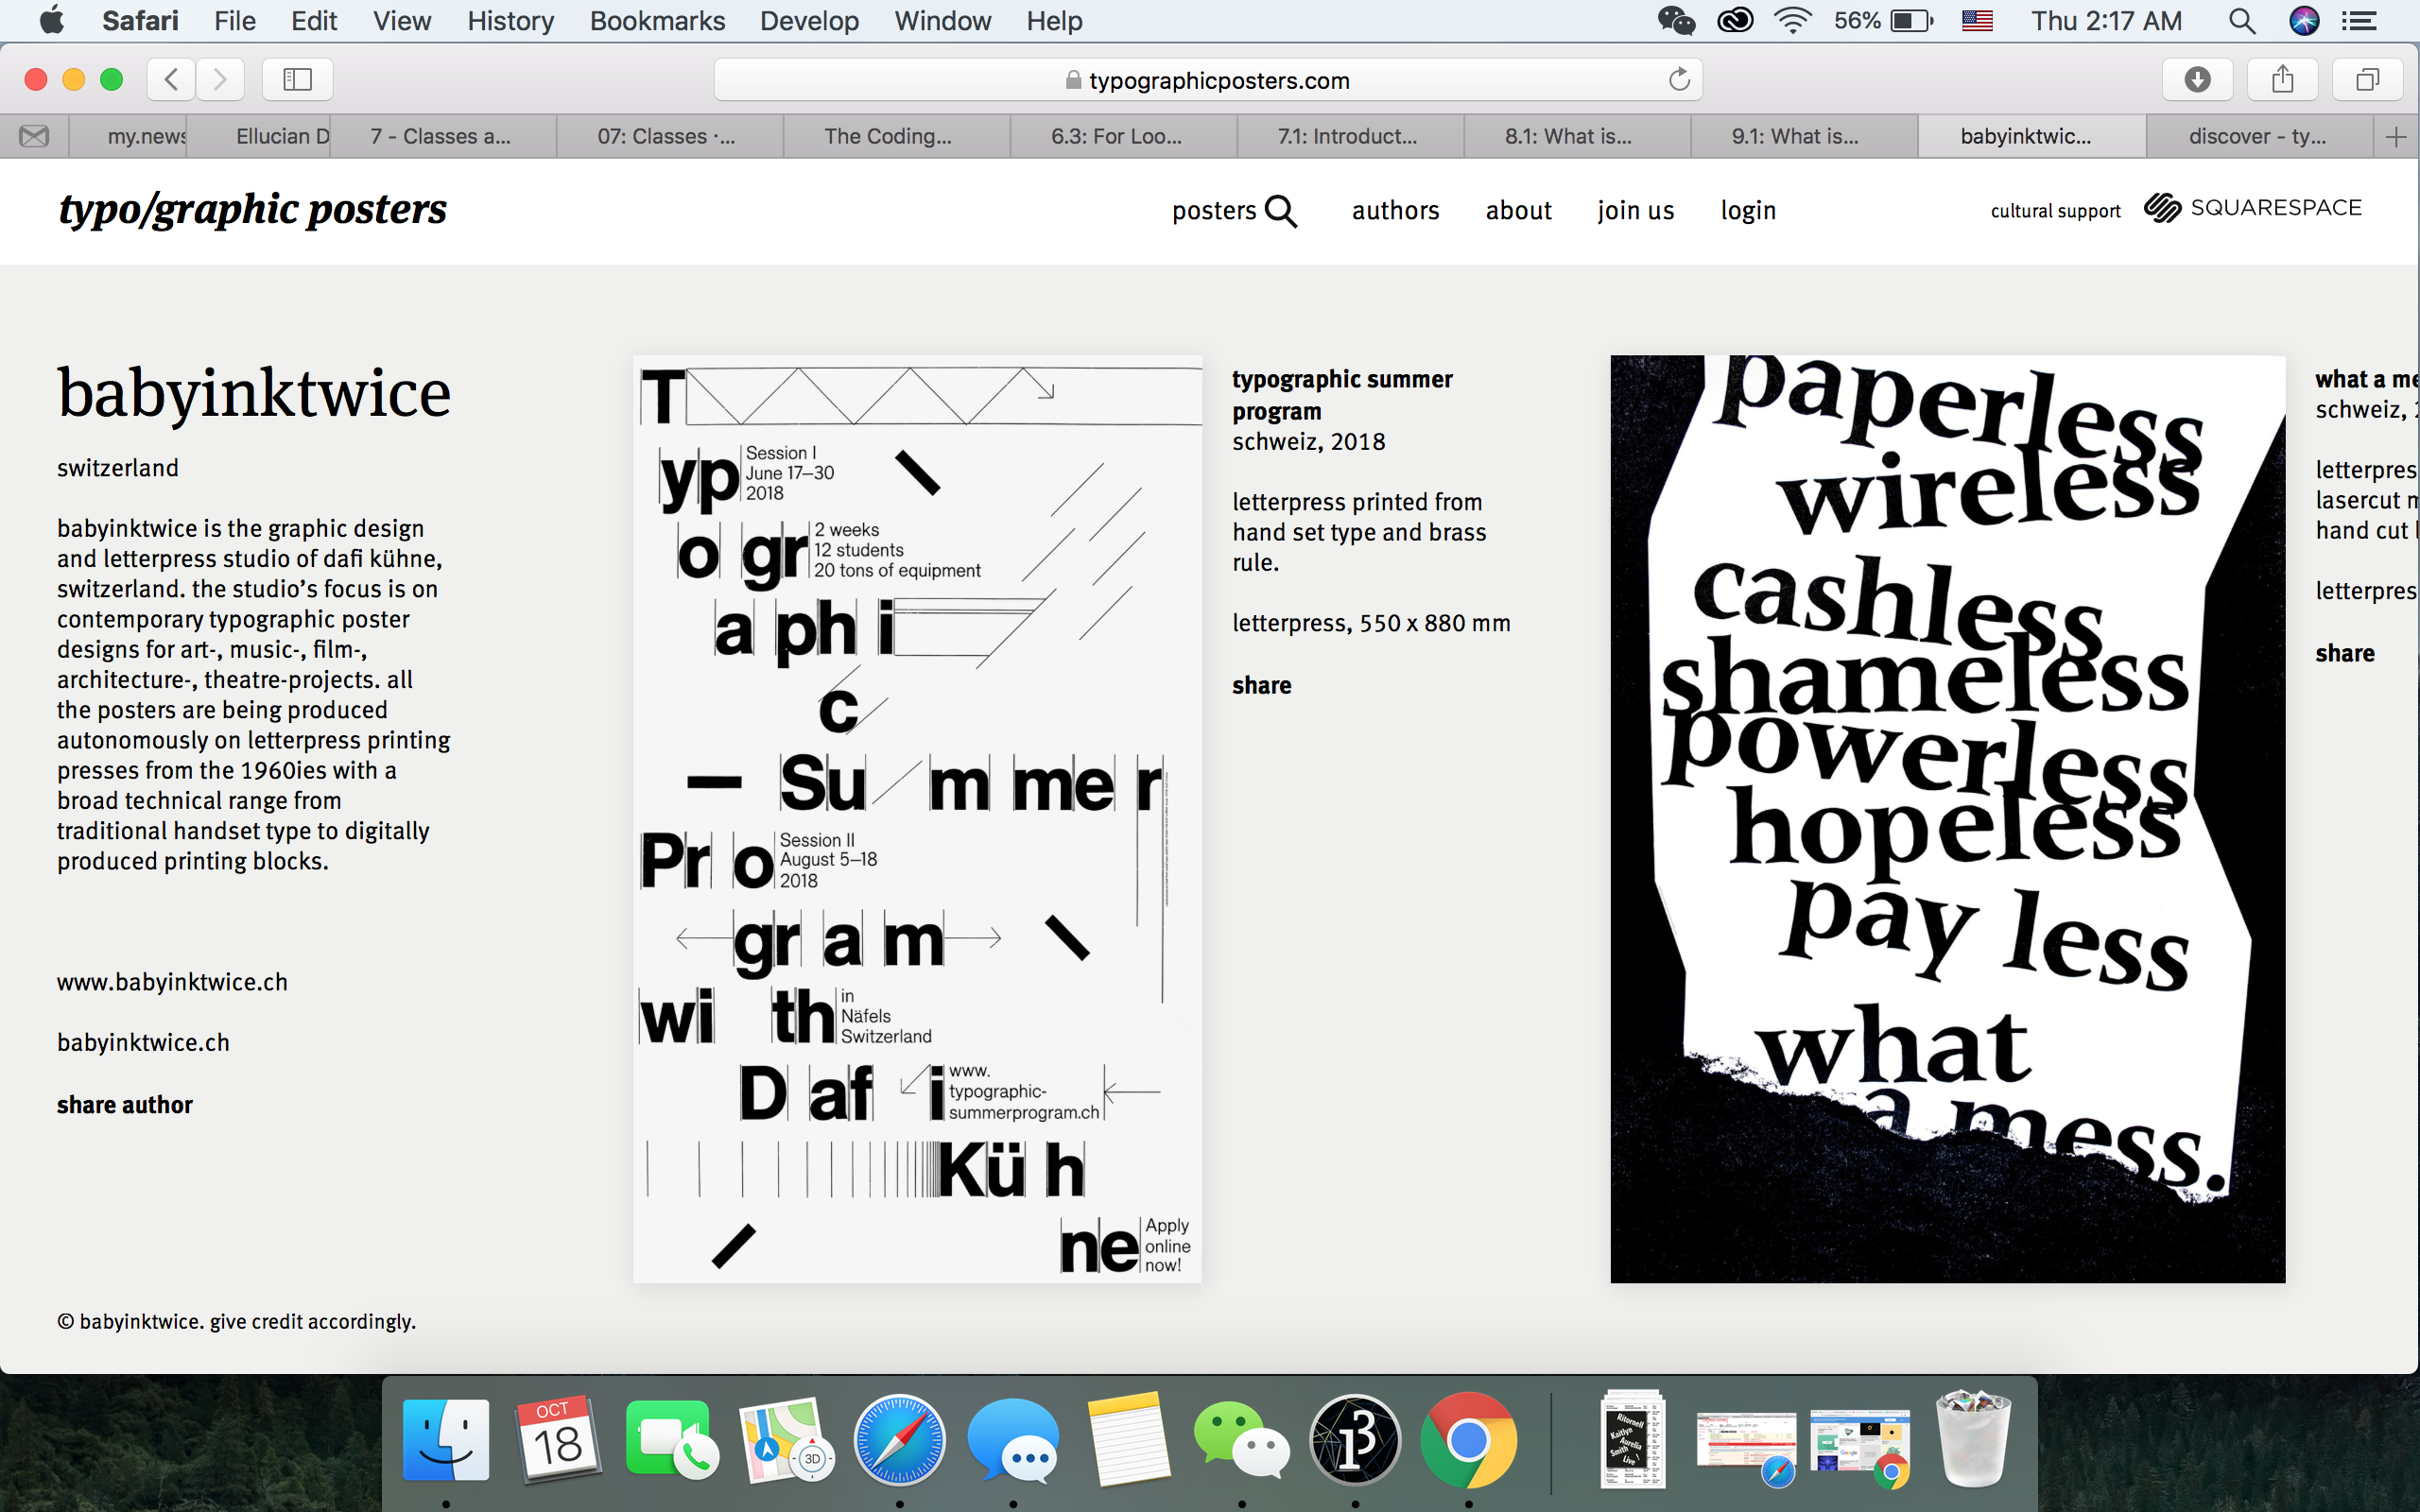 Safari File Edit View History Bookmarks Develop Window Help 56% Thu 2:17 AM
typographicposters.com
my.news Ellucian D 7 - Classes a... 07: Classes ·... The Coding... 6.3: For Loo... 7.1: Introduct... 8.1: What is... 9.1: What is... babyinktwic... discover - ty...
typo/graphic posters posters authors about join us login cultural support SQUARESPACE
babyinktwice
switzerland
babyinktwice is the graphic design
and letterpress studio of dafi kühne,
switzerland. the studio's focus is on
contemporary typographic poster
designs for art-, music-, film-,
architecture-, theatre-projects. all
the posters are being produced
autonomously on letterpress printing
presses from the 1960ies with a
broad technical range from
traditional handset type to digitally
produced printing blocks.
www.babyinktwice.ch
babyinktwice.ch
share author
© babyinktwice. give credit accordingly.
T
yp
Session I
June 17–30
2018
o gr
2 weeks
12 students
20 tons of equipment
a ph i
c
— Su m me r
Pr o
Session II
August 5–18
2018
gr a m
wi th
in
Näfels
Switzerland
D af i
www.
typographic-
summerprogram.ch
Kü h
ne
Apply
online
now!
typographic summer
program
schweiz, 2018
letterpress printed from
hand set type and brass
rule.
letterpress, 550 x 880 mm
share
paperless
wireless
cashless
shameless
powerless
hopeless
pay less
what
a mess.
what a me
schweiz,
letterpres
lasercut
hand cut
letterpres
share
OCT
18
3D
Ritornell
Kaitlyn
Aurelia
Smith
Live